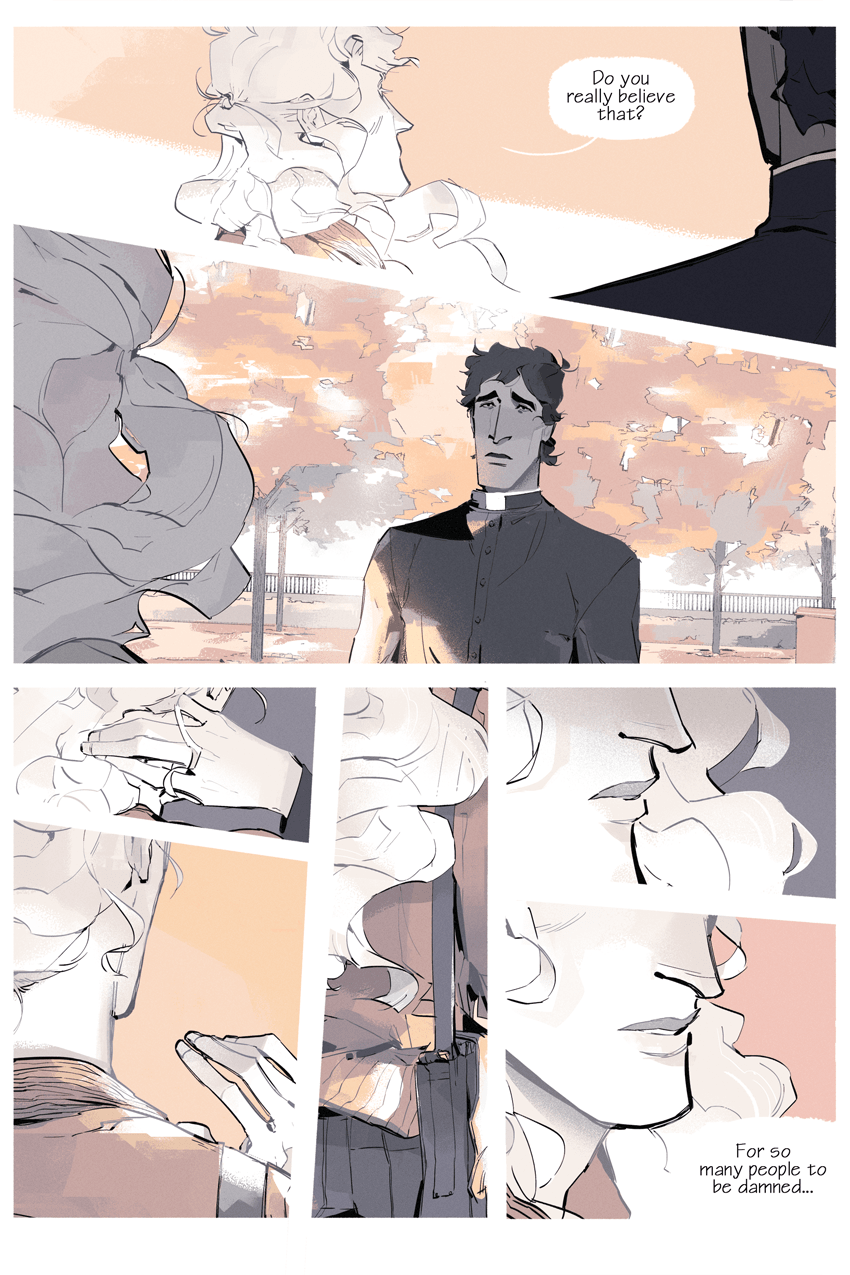 Do you
really believe
that?
For so
many people to
be damned...